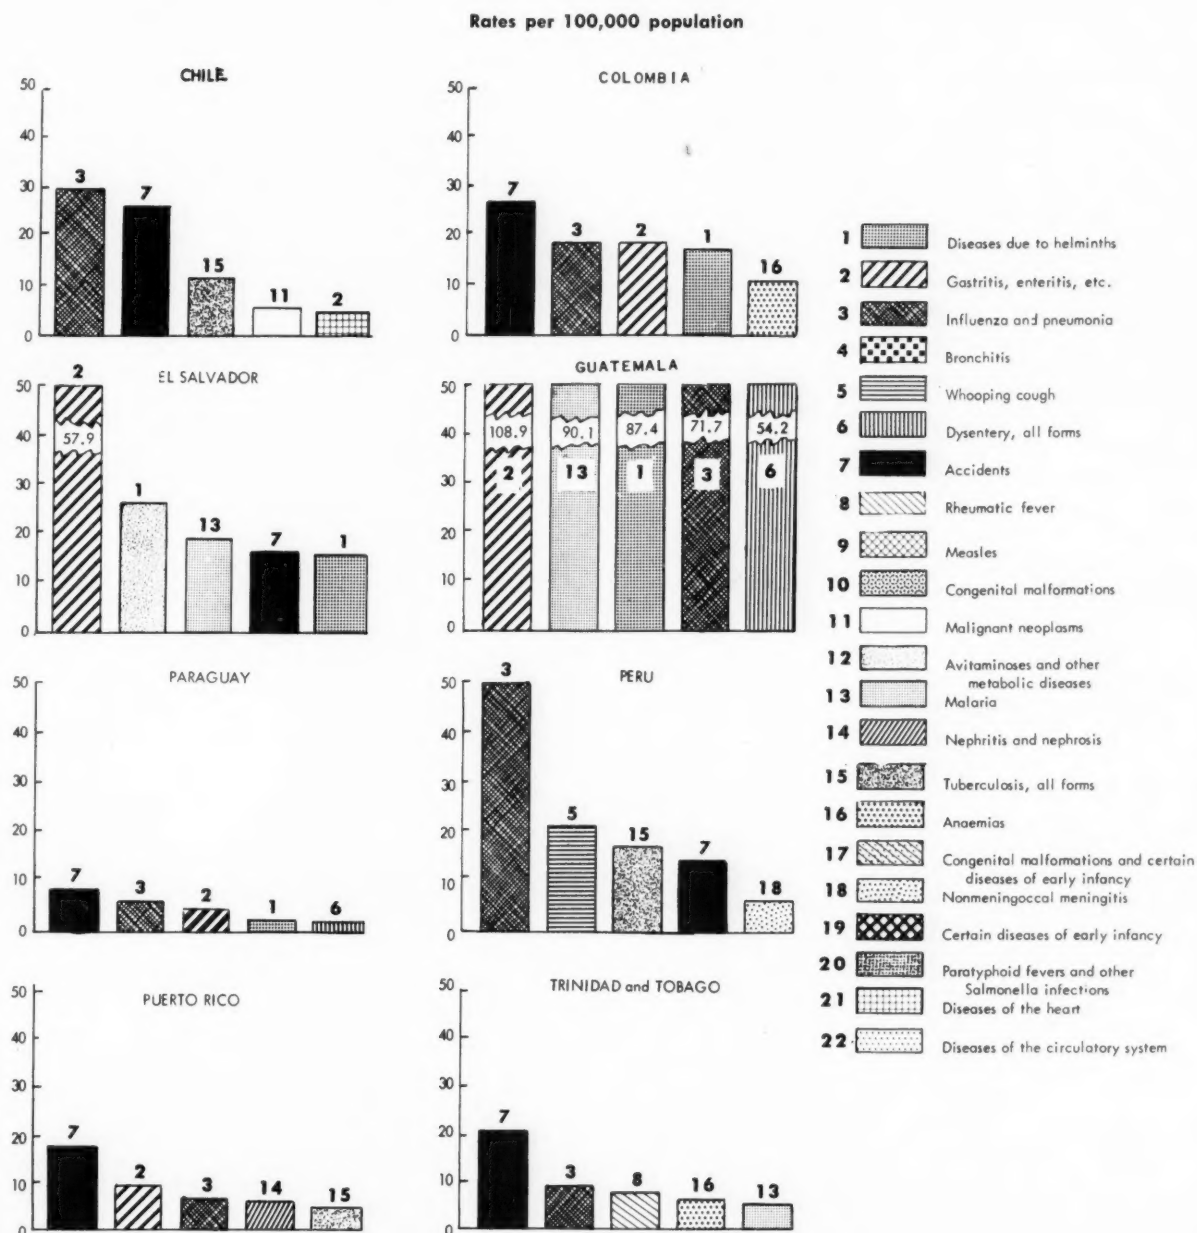 Rates per 100,000 population
CHILE
50
40
30
20
10
0
3
7
15
11
2
COLOMBIA
50
40
30
20
10
0
7
3
2
1
16
EL SALVADOR
50
40
30
20
10
0
2
57.9
1
13
7
1
GUATEMALA
50
40
30
20
10
0
108.9
90.1
87.4
71.7
54.2
2
13
1
3
6
PARAGUAY
50
40
30
20
10
0
7
3
2
1
6
PERU
50
40
30
20
10
0
3
5
15
7
18
PUERTO RICO
50
40
30
20
10
0
7
2
3
14
15
TRINIDAD and TOBAGO
50
40
30
20
10
0
7
3
8
16
13
1 Diseases due to helminths
2 Gastritis, enteritis, etc.
3 Influenza and pneumonia
4 Bronchitis
5 Whooping cough
6 Dysentery, all forms
7 Accidents
8 Rheumatic fever
9 Measles
10 Congenital malformations
11 Malignant neoplasms
12 Avitaminoses and other
metabolic diseases
13 Malaria
14 Nephritis and nephrosis
15 Tuberculosis, all forms
16 Anaemias
17 Congenital malformations and certain
diseases of early infancy
18 Nonmeningoccal meningitis
19 Certain diseases of early infancy
20 Paratyphoid fevers and other
Salmonella infections
21 Diseases of the heart
22 Diseases of the circulatory system